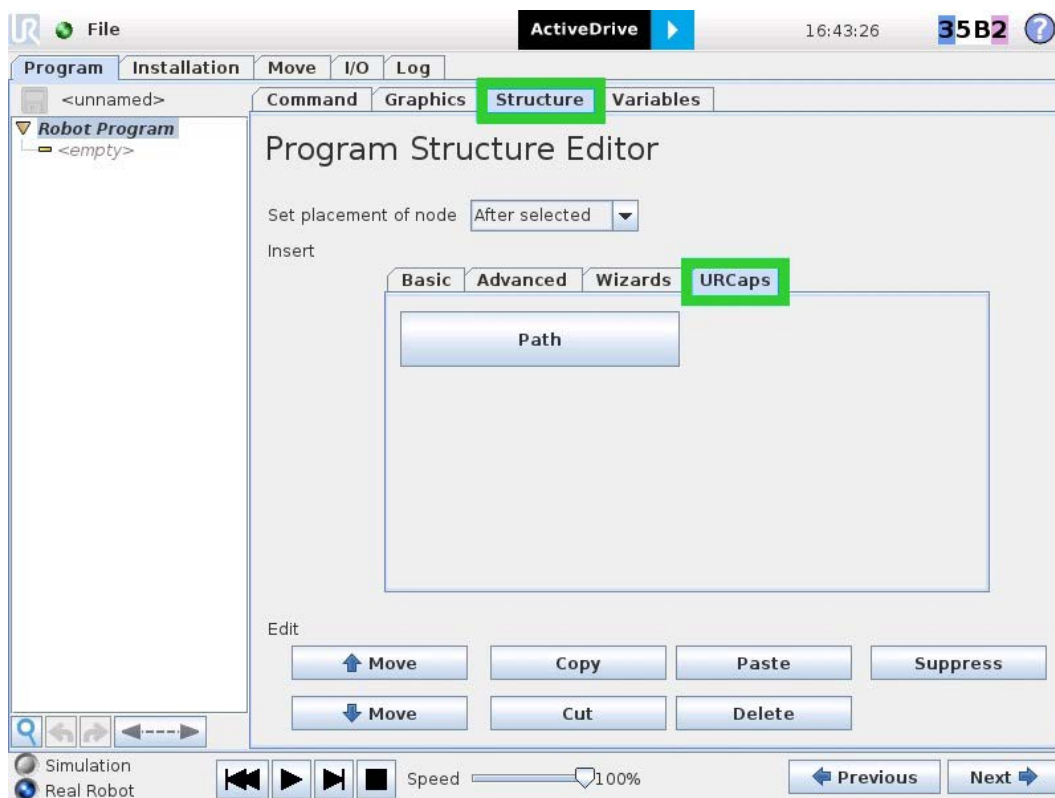 UR File ActiveDrive 16:43:26 35B2 ?
Program Installation Move I/O Log
<unnamed> Command Graphics Structure Variables
Robot Program
<empty>
Program Structure Editor
Set placement of node After selected
Insert
Basic Advanced Wizards URCaps
Path
Edit
Move Copy Paste Suppress
Move Cut Delete
Simulation
Real Robot
Speed 100% Previous Next